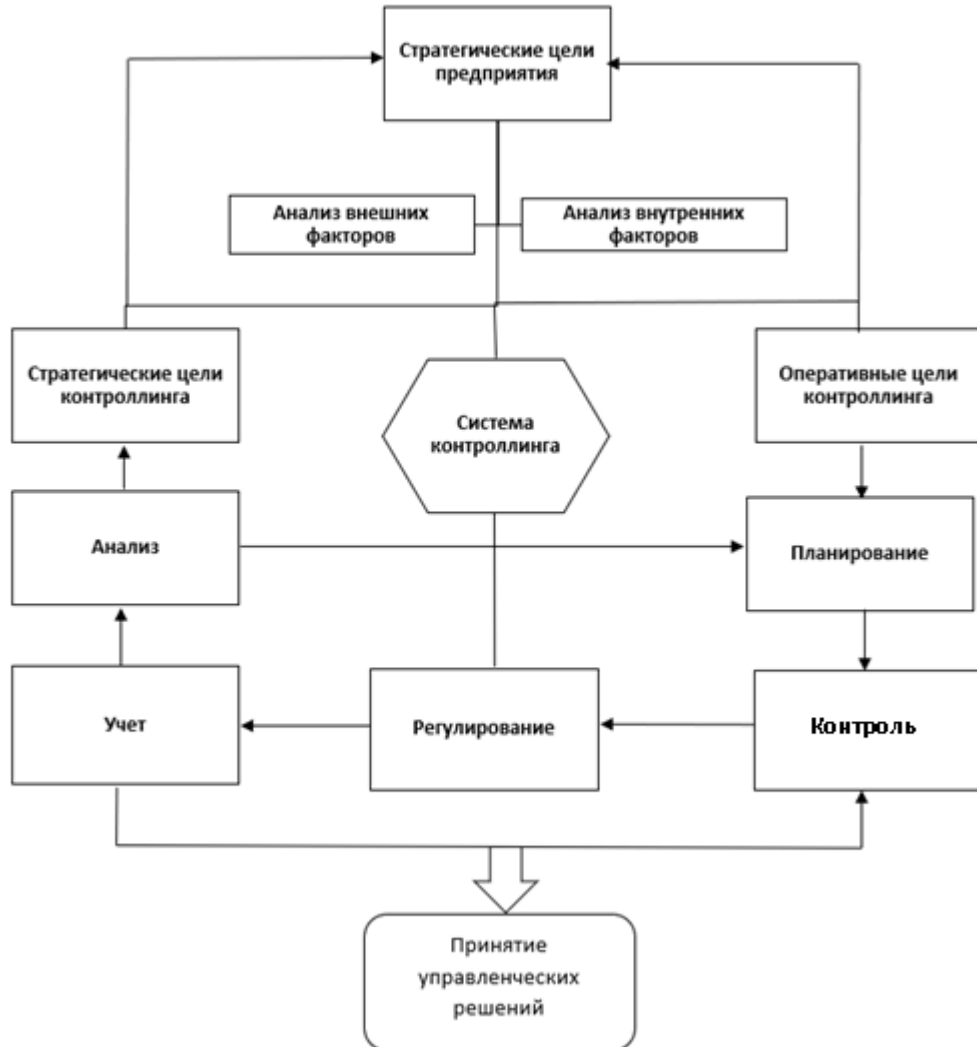 Стратегические цели
предприятия
Анализ внешних
факторов
Анализ внутренних
факторов
Стратегические цели
контроллинга
Система
контроллинга
Оперативные цели
контроллинга
Анализ
Планирование
Учет
Регулирование
Контроль
Принятие
управленческих
решений